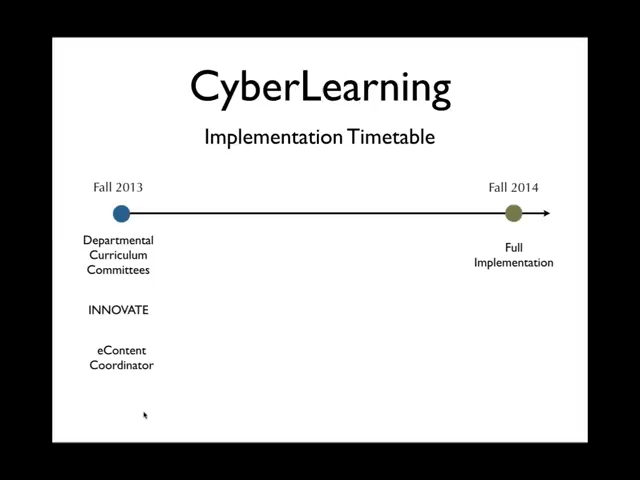 CyberLearning
Implementation Timetable
Fall 2013
Fall 2014
Departmental
Curriculum
Committees
Full
Implementation
INNOVATE
eContent
Coordinator